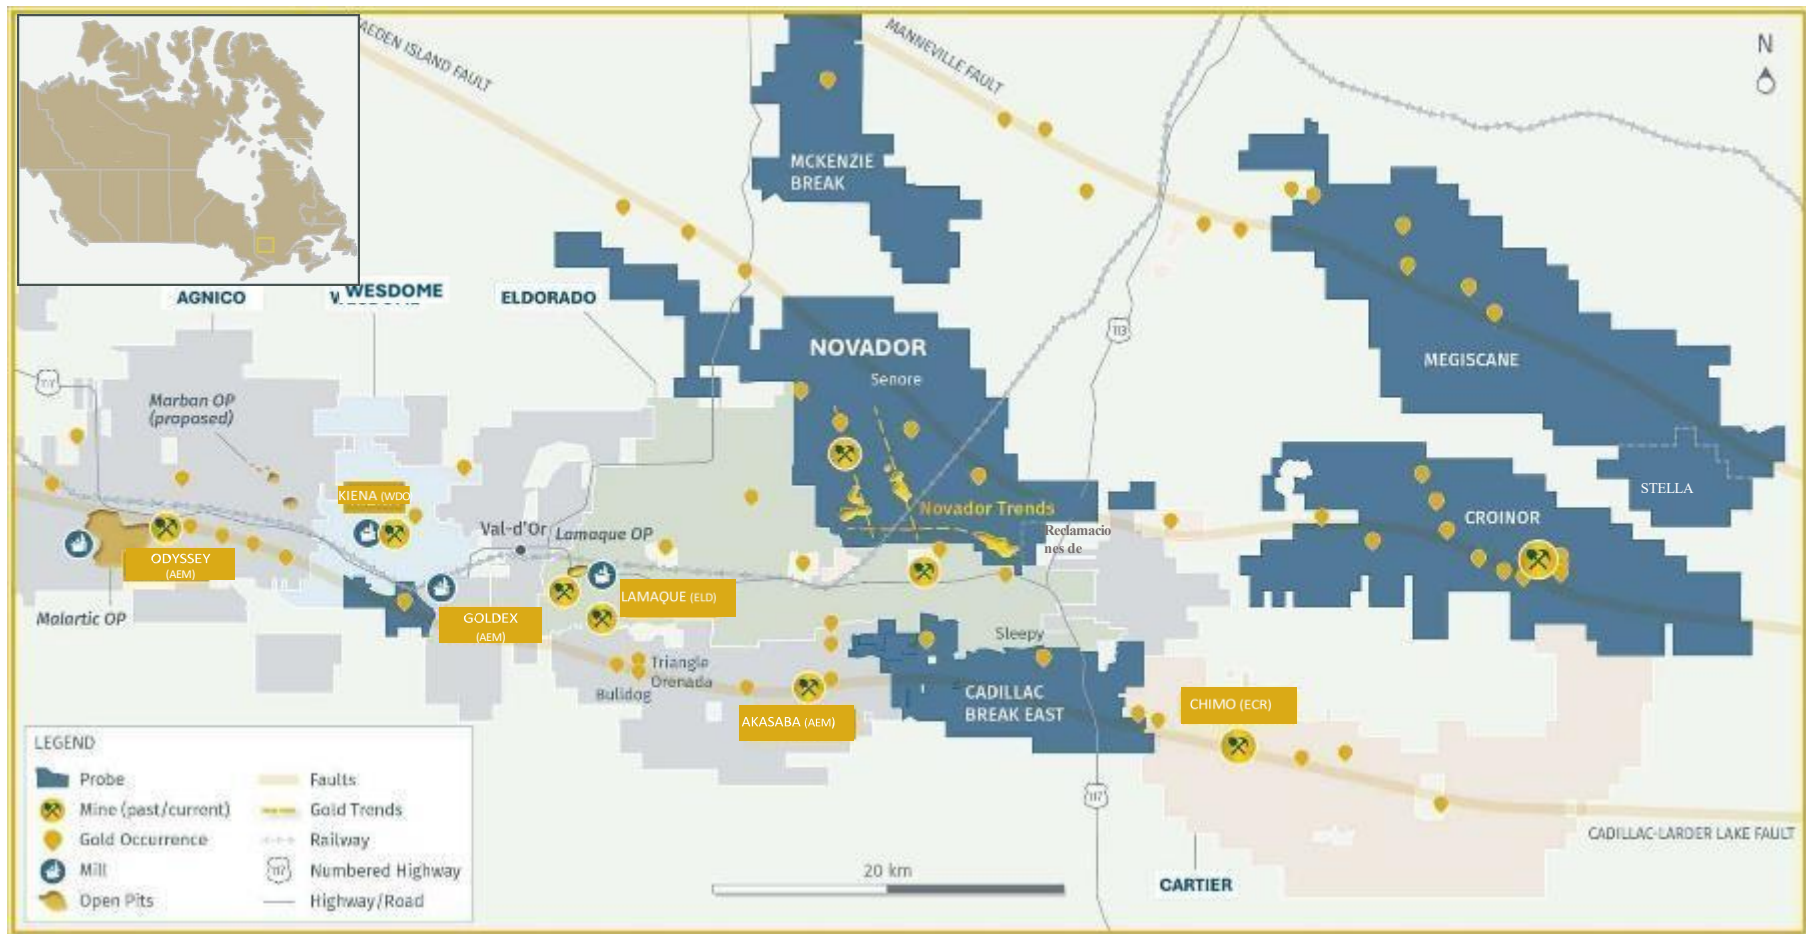 AEDEN ISLAND FAULT
MANNEVILLE FAULT
N
MCKENZIE
BREAK
AGNICO
WESDOME
ELDORADO
113
NOVADOR
Senore
MEGISCANE
Marban OP
(proposed)
KIENA (WDO
Val-d'Or
Lamaque OP
Novador Trends
Reclamacio
nes de
STELLA
CROINOR
ODYSSEY
(AEM)
Malartic OP
GOLDEX
(AEM)
LAMAQUE (ELD)
Sleepy
Triangle
Orenada
Bulldog
CADILLAC
BREAK EAST
AKASABA (AEM)
CHIMO (ECR)
117
CADILLAC-LARDER LAKE FAULT
CARTIER
20 km
LEGEND
Probe
Mine (past/current)
Gold Occurrence
Mill
Open Pits
Faults
Gold Trends
Railway
117 Numbered Highway
Highway/Road